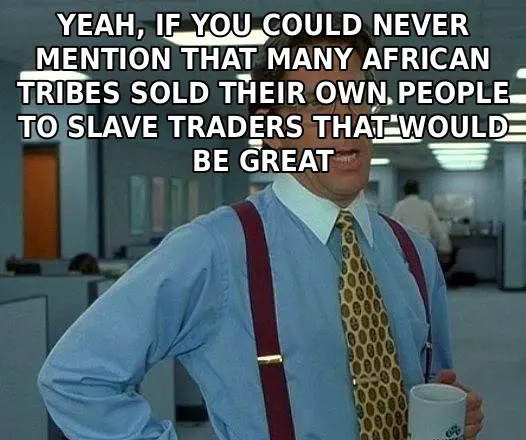 YEAH, IF YOU COULD NEVER
MENTION THAT MANY AFRICAN
TRIBES SOLD THEIR OWN PEOPLE
TO SLAVE TRADERS THAT WOULD
BE GREAT